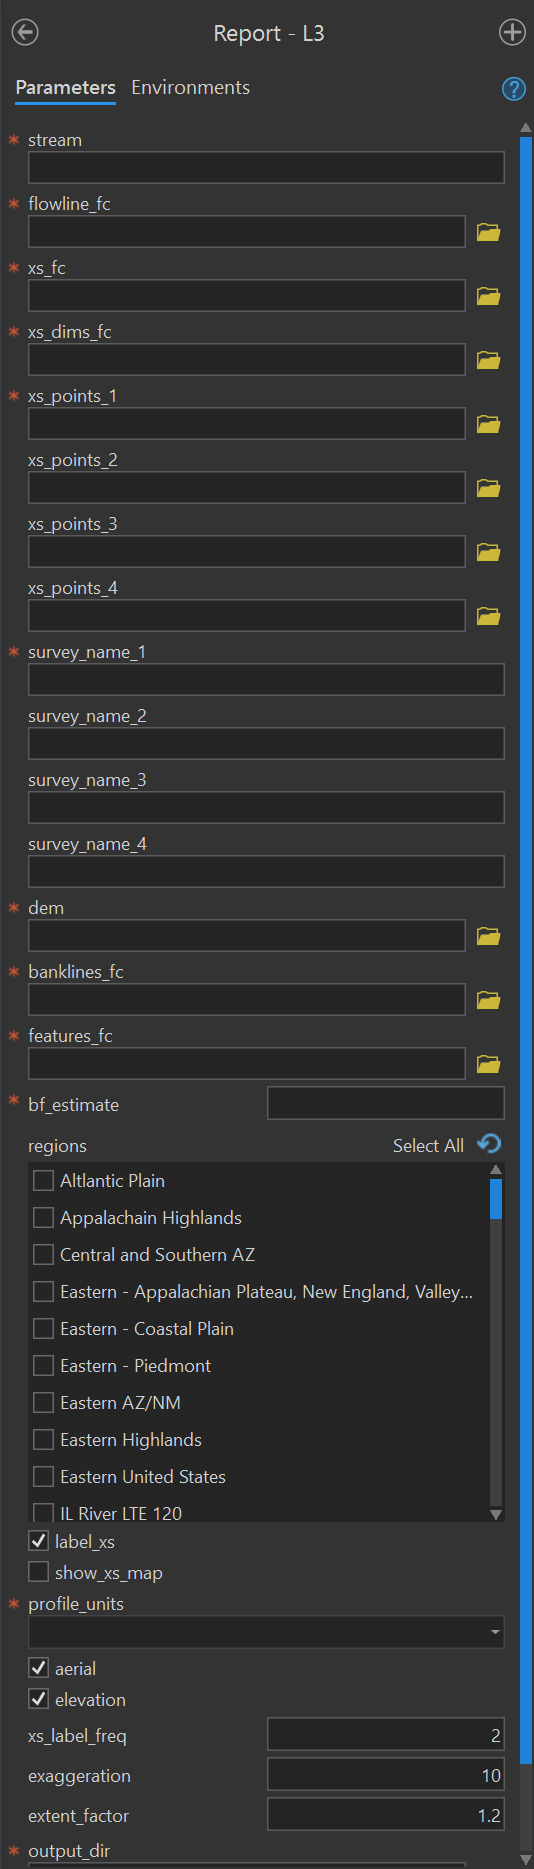 Report - L3
Parameters Environments
?
* stream
* flowline_fc
* xs_fc
* xs_dims_fc
* xs_points_1
xs_points_2
xs_points_3
xs_points_4
* survey_name_1
survey_name_2
survey_name_3
survey_name_4
* dem
* banklines_fc
* features_fc
* bf_estimate
regions Select All
Altlantic Plain
Appalachain Highlands
Central and Southern AZ
Eastern - Appalachian Plateau, New England, Valley...
Eastern - Coastal Plain
Eastern - Piedmont
Eastern AZ/NM
Eastern Highlands
Eastern United States
IL River LTE 120
label_xs
show_xs_map
* profile_units
aerial
elevation
xs_label_freq 2
exaggeration 10
extent_factor 1.2
* output_dir